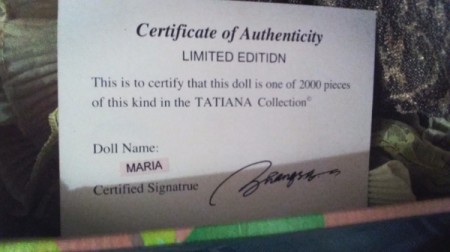 Certificate of Authenticity
LIMITED EDITIDN
This is to certify that this doll is one of 2000 pieces
of this kind in the TATIANA Collection©
Doll Name:
MARIA
Certified Signatrue